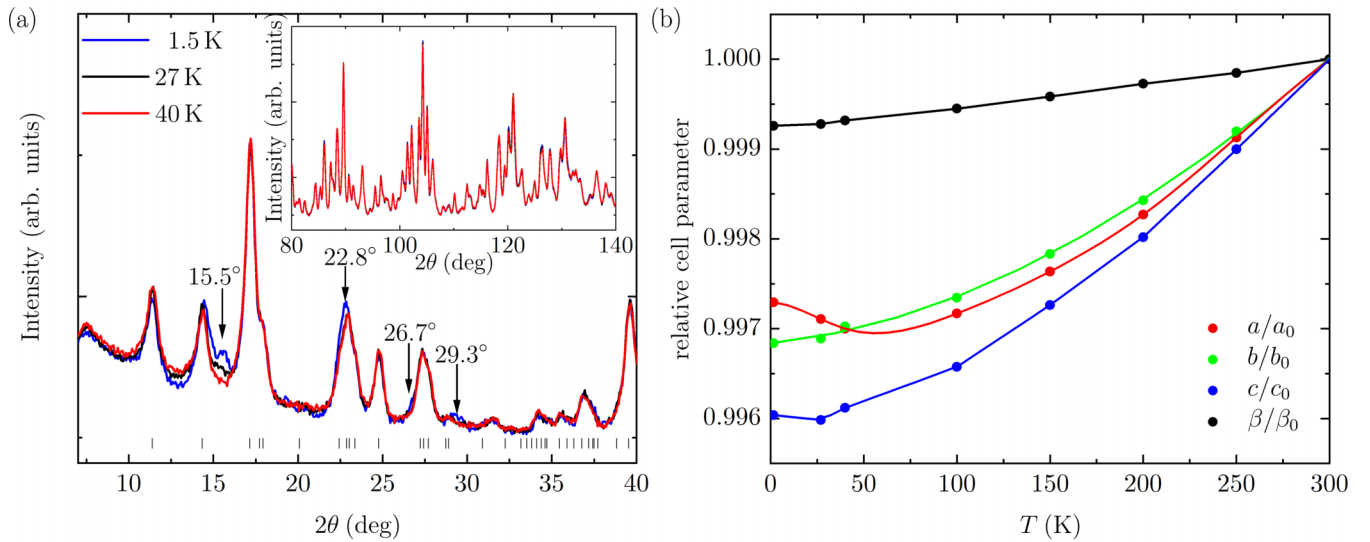 (a)
1.5 K
27 K
40 K
Intensity (arb. units)
Intensity (arb. units)
80 100 120 140
2θ (deg)
15.5°
22.8°
26.7°
29.3°
10 15 20 25 30 35 40
2θ (deg)
(b)
relative cell parameter
1.000
0.999
0.998
0.997
0.996
a/a₀
b/b₀
c/c₀
β/β₀
0 50 100 150 200 250 300
T (K)